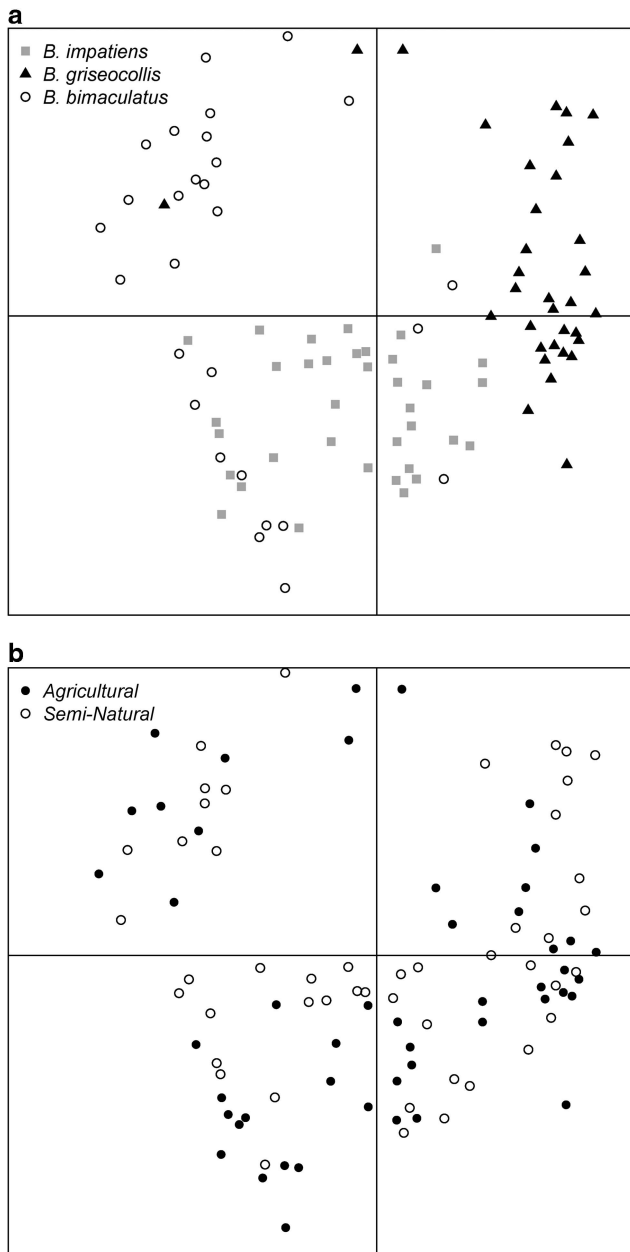 a
B. impatiens
B. griseocollis
B. bimaculatus
b
Agricultural
Semi-Natural